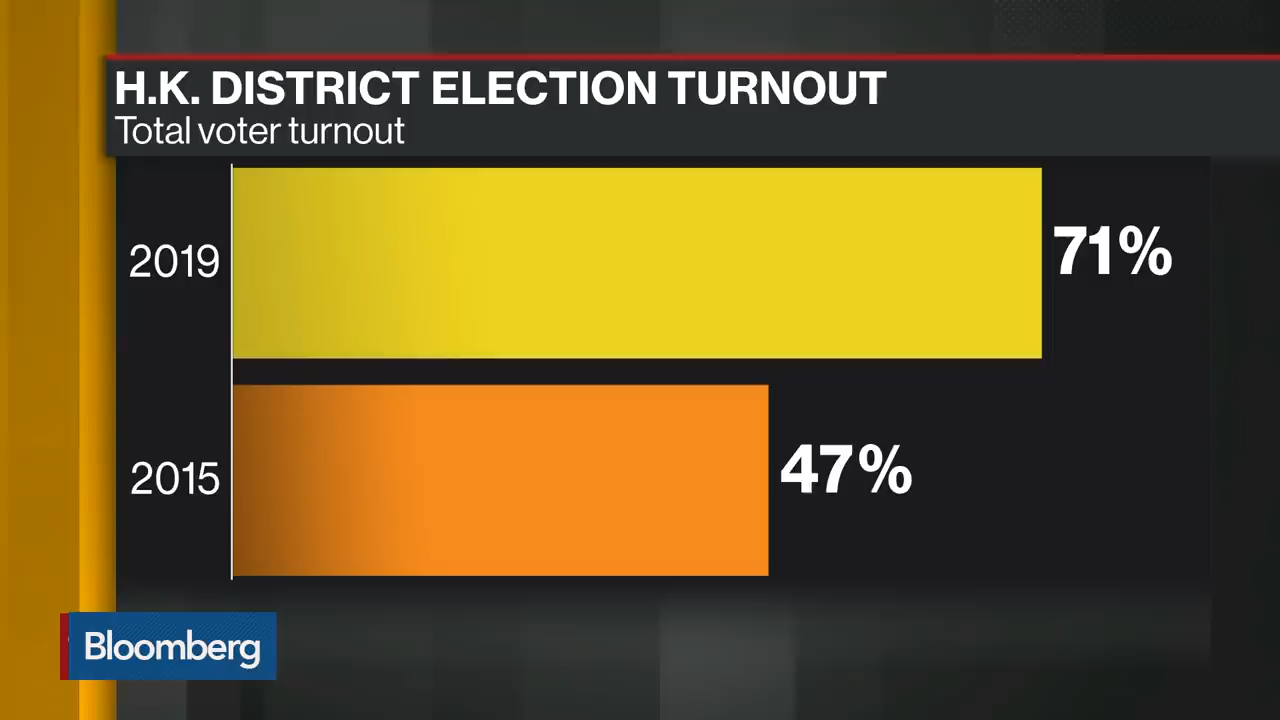 H.K. DISTRICT ELECTION TURNOUT
Total voter turnout
2019 71%
2015 47%
Bloomberg